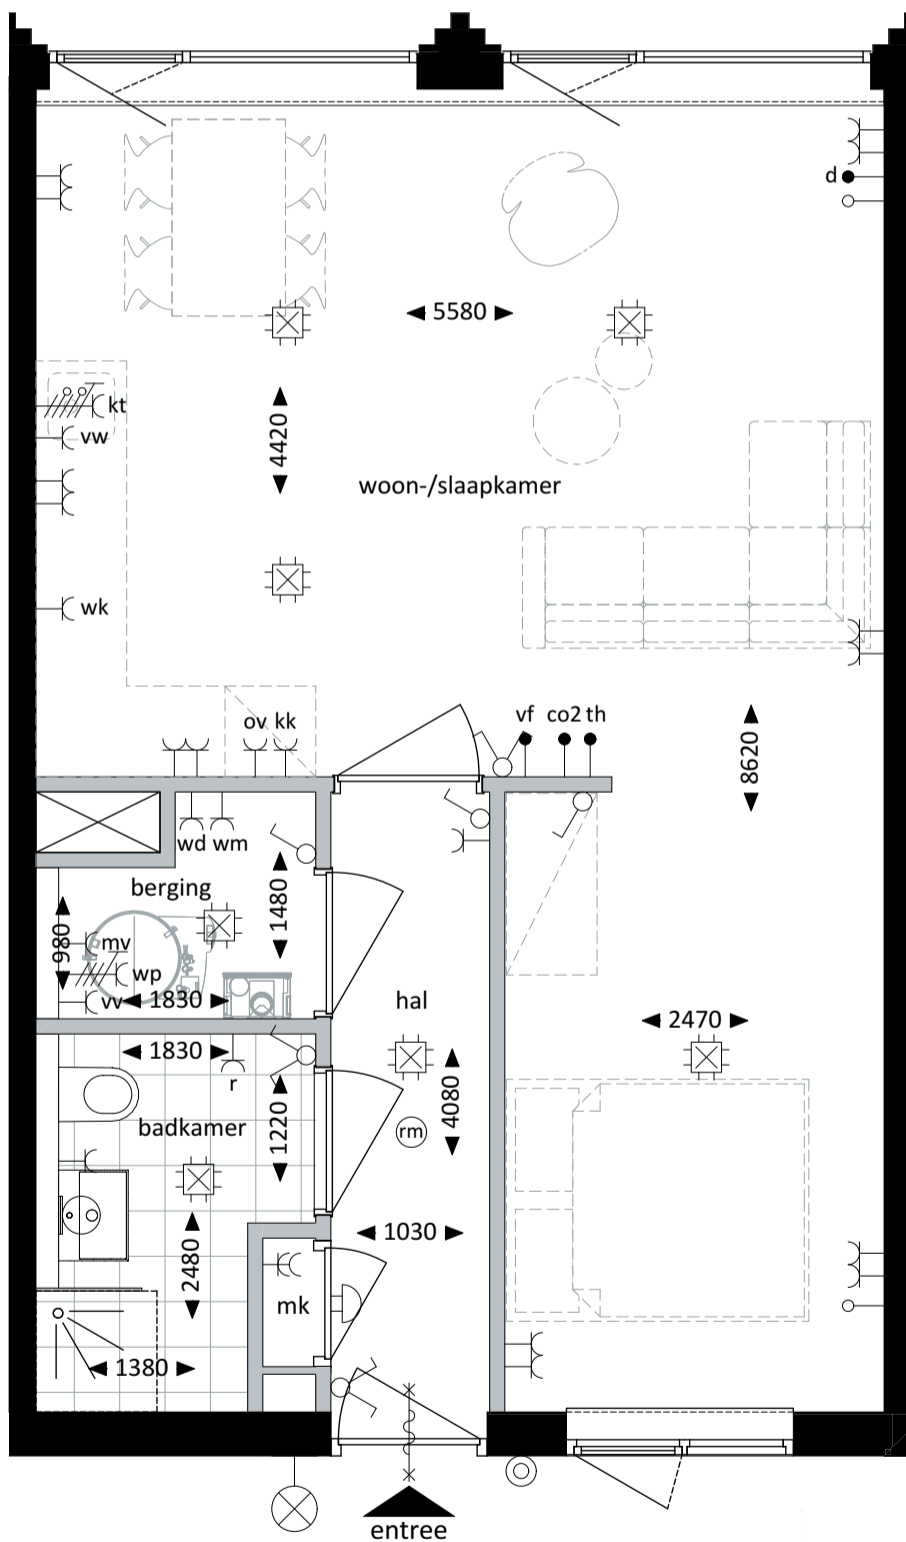 d
5580
kt
vw
4420
woon-/slaapkamer
wk
ov kk
vf co2 th
8620
wd wm
berging
1480
980
mv
wp
vv
1830
hal
2470
1830
r
badkamer
1220
4080
rm
1030
2480
mk
1380
entree